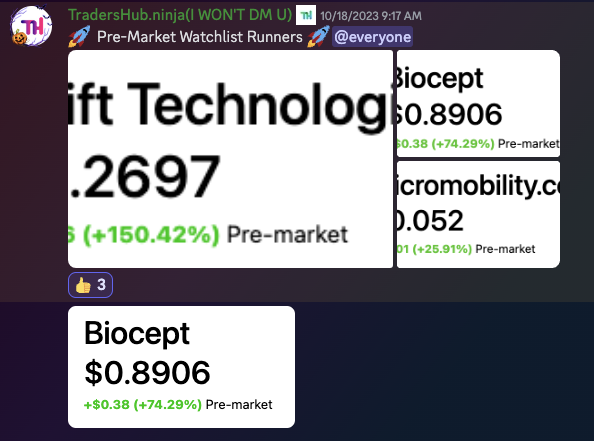 TradersHub.ninja(I WON'T DM U) TH 10/18/2023 9:17 AM
🚀 Pre-Market Watchlist Runners 🚀 @everyone
ift Technologi
.2697
6 (+150.42%) Pre-market
Biocept
$0.8906
$0.38 (+74.29%) Pre-market
icromobility.co
0.052
01 (+25.91%) Pre-market
👍 3
Biocept
$0.8906
+$0.38 (+74.29%) Pre-market